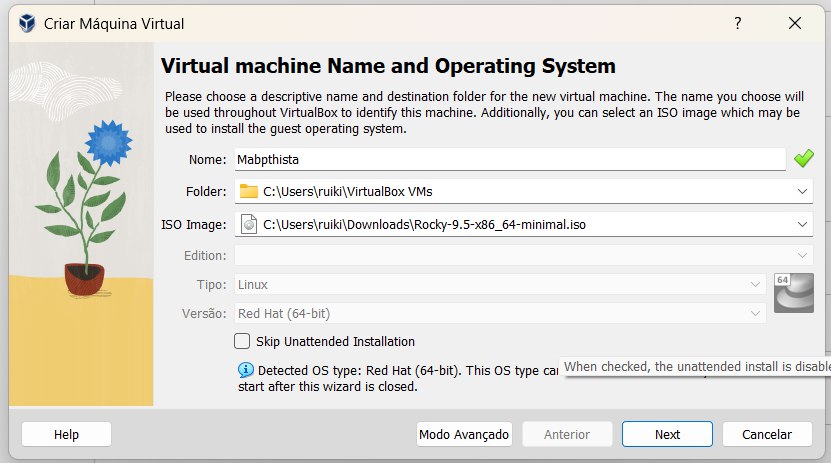 Criar Máquina Virtual
?
Virtual machine Name and Operating System
Please choose a descriptive name and destination folder for the new virtual machine. The name you choose will
be used throughout VirtualBox to identify this machine. Additionally, you can select an ISO image which may be
used to install the guest operating system.
Nome: Mabpthista
Folder: C:\Users\ruiki\VirtualBox VMs
ISO Image: C:\Users\ruiki\Downloads\Rocky-9.5-x86_64-minimal.iso
Edition:
Tipo: Linux
64
Versão: Red Hat (64-bit)
Skip Unattended Installation
Detected OS type: Red Hat (64-bit). This OS type can
When checked, the unattended install is disable
start after this wizard is closed.
Help Modo Avançado Anterior Next Cancelar